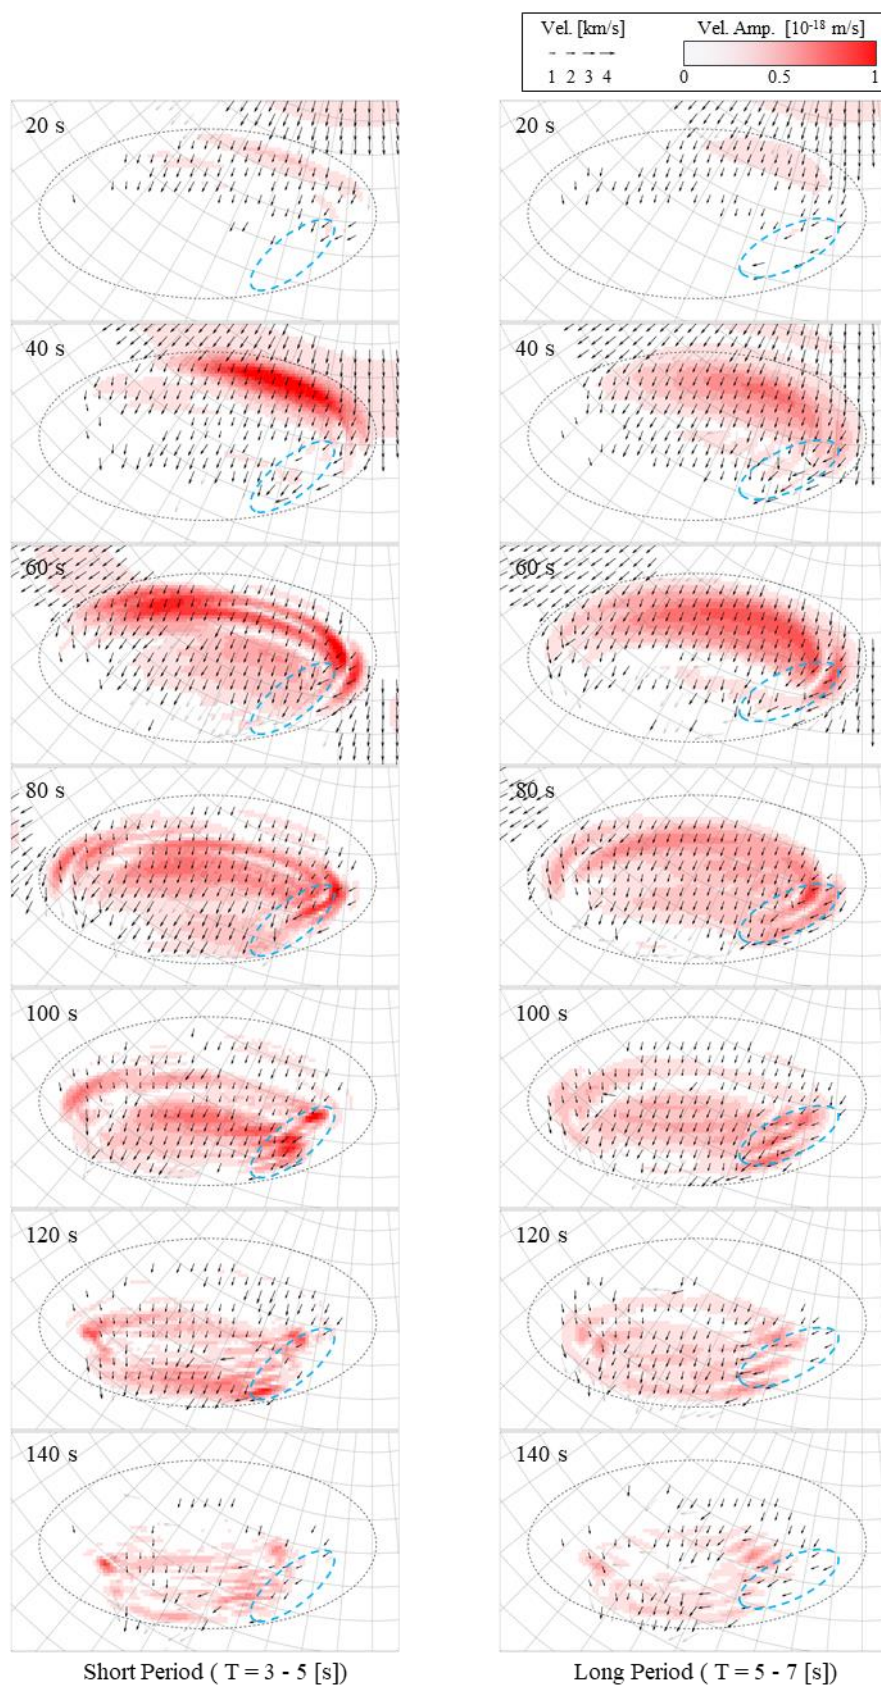 Vel. [km/s]
Vel. Amp. [10-18 m/s]
1 2 3 4
0 0.5 1
20 s
20 s
40 s
40 s
60 s
60 s
80 s
80 s
100 s
100 s
120 s
120 s
140 s
140 s
Short Period ( T = 3 - 5 [s])
Long Period ( T = 5 - 7 [s])